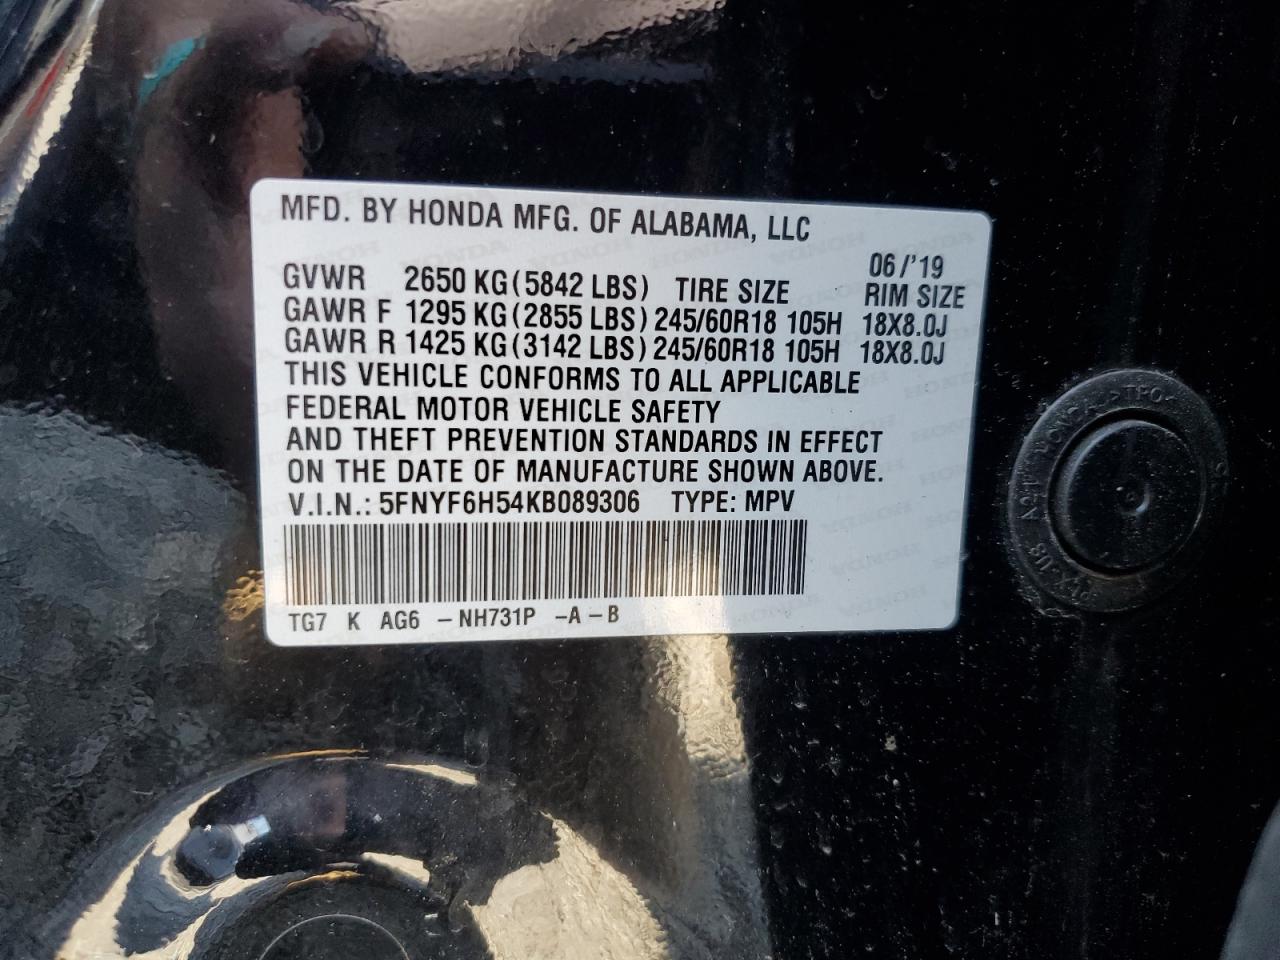 MFD. BY HONDA MFG. OF ALABAMA, LLC
06/'19
GVWR 2650 KG(5842 LBS) TIRE SIZE RIM SIZE
GAWR F 1295 KG(2855 LBS) 245/60R18 105H 18X8.0J
GAWR R 1425 KG(3142 LBS) 245/60R18 105H 18X8.0J
THIS VEHICLE CONFORMS TO ALL APPLICABLE
FEDERAL MOTOR VEHICLE SAFETY
AND THEFT PREVENTION STANDARDS IN EFFECT
ON THE DATE OF MANUFACTURE SHOWN ABOVE.
V.I.N.: 5FNYF6H54KB089306 TYPE: MPV
TG7 K AG6 -NH731P -A-B